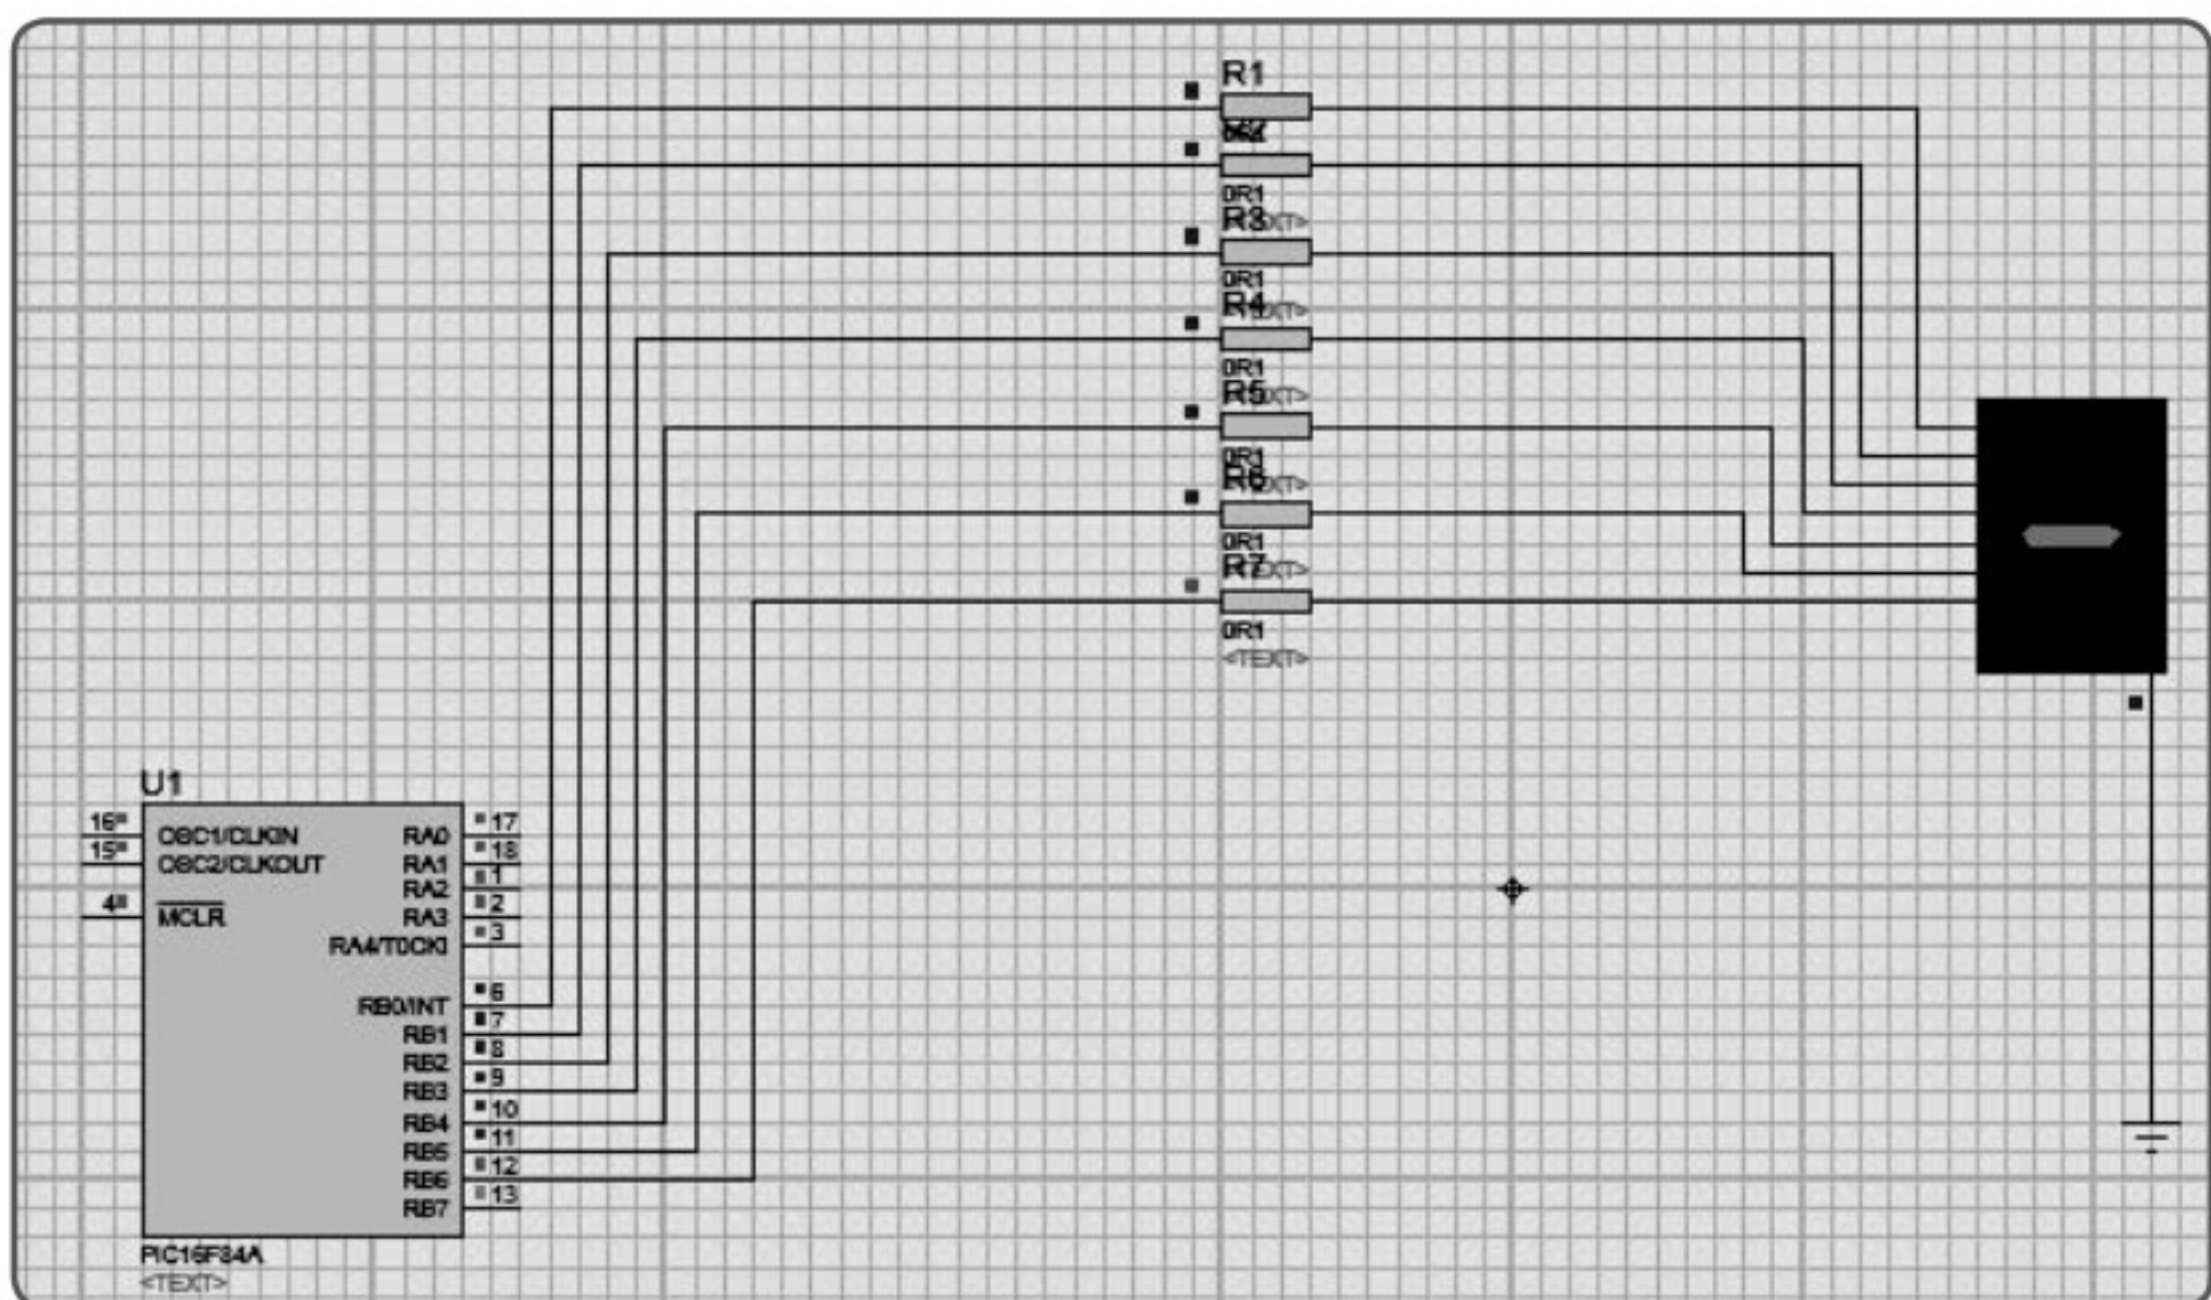 R1
0R1
R3
0R1
R4
0R1
R5
0R1
R6
0R1
R7
0R1
<TEXT>
U1
16 OSC1/CLKIN RA0 17
15 OSC2/CLKOUT RA1 18
RA2 1
4 MCLR RA3 2
RA4/T0CKI 3
RB0/INT 6
RB1 7
RB2 8
RB3 9
RB4 10
RB5 11
RB6 12
RB7 13
PIC16F84A
<TEXT>